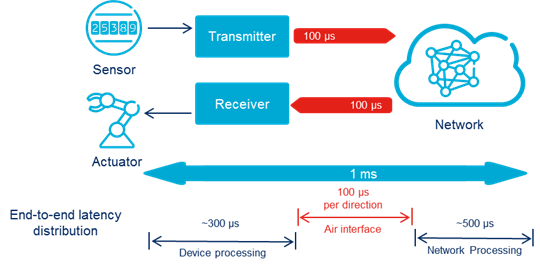 25389
Sensor
Transmitter
100 µs
Receiver
100 µs
Actuator
Network
1 ms
End-to-end latency
distribution
~300 µs
Device processing
100 µs
per direction
Air interface
~500 µs
Network Processing